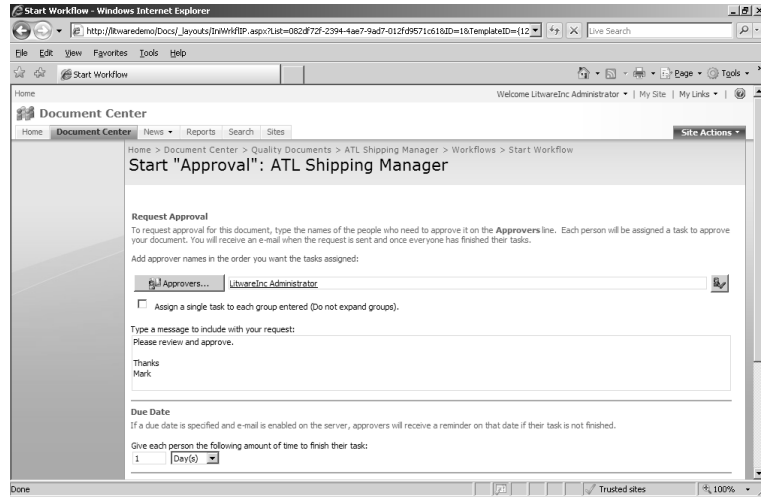 Start Workflow - Windows Internet Explorer
http://litwaredemo/Docs/_layouts/IniWrkflIP.aspx?List=082df72f-2394-4ae7-9ad7-012fd9571c61&ID=1&TemplateID={12
Live Search
File Edit View Favorites Tools Help
Start Workflow
Page Tools
Home
Welcome LitwareInc Administrator | My Site | My Links |
Document Center
Home Document Center News Reports Search Sites
Site Actions
Home > Document Center > Quality Documents > ATL Shipping Manager > Workflows > Start Workflow
Start "Approval": ATL Shipping Manager
Request Approval
To request approval for this document, type the names of the people who need to approve it on the Approvers line. Each person will be assigned a task to approve
your document. You will receive an e-mail when the request is sent and once everyone has finished their tasks.
Add approver names in the order you want the tasks assigned:
Approvers... LitwareInc Administrator
Assign a single task to each group entered (Do not expand groups).
Type a message to include with your request:
Please review and approve.
Thanks
Mark
Due Date
If a due date is specified and e-mail is enabled on the server, approvers will receive a reminder on that date if their task is not finished.
Give each person the following amount of time to finish their task:
1 Day(s)
Done
Trusted sites
100%